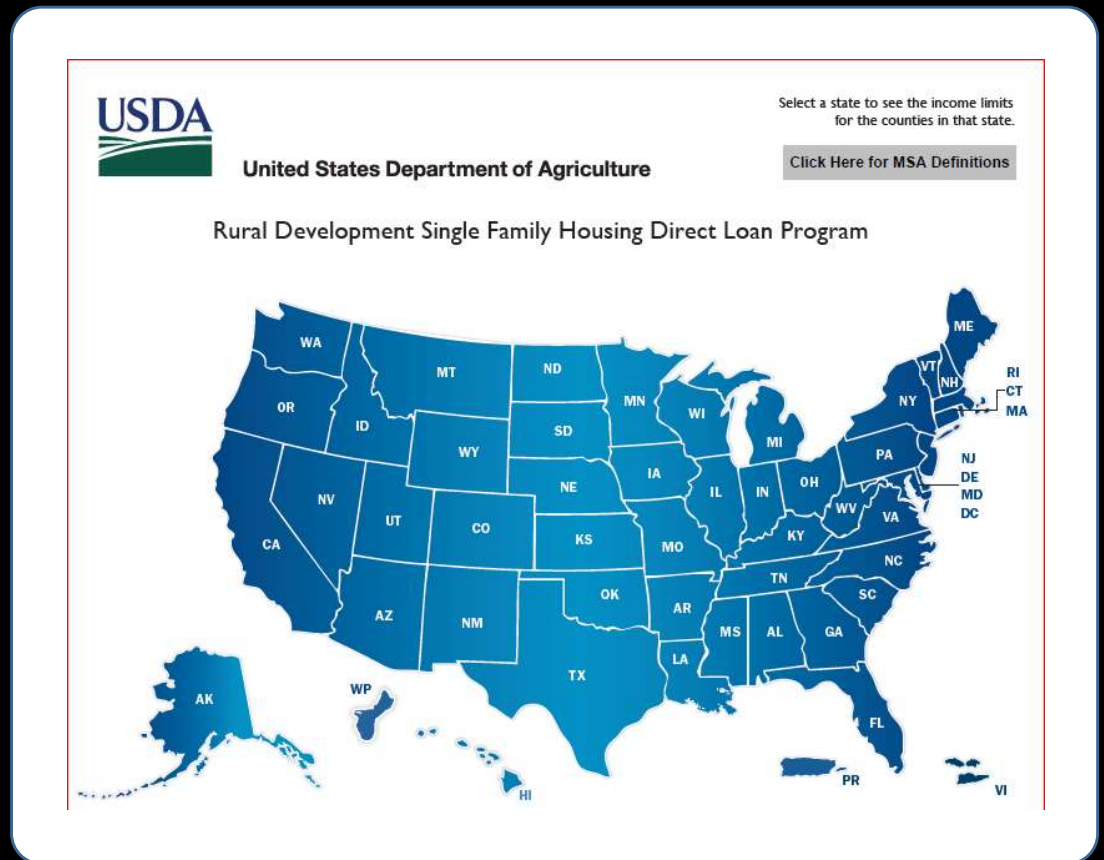 USDA
Select a state to see the income limits
for the counties in that state.
United States Department of Agriculture
Click Here for MSA Definitions
Rural Development Single Family Housing Direct Loan Program
WA
MT
ND
MN
ME
VT
NH
RI
CT
MA
OR
ID
WY
SD
WI
MI
NY
NV
UT
CO
NE
IA
IL
IN
OH
PA
NJ
DE
MD
DC
CA
KS
MO
KY
WV
VA
AZ
NM
OK
AR
TN
NC
SC
TX
LA
MS
AL
GA
AK
WP
HI
FL
PR
VI